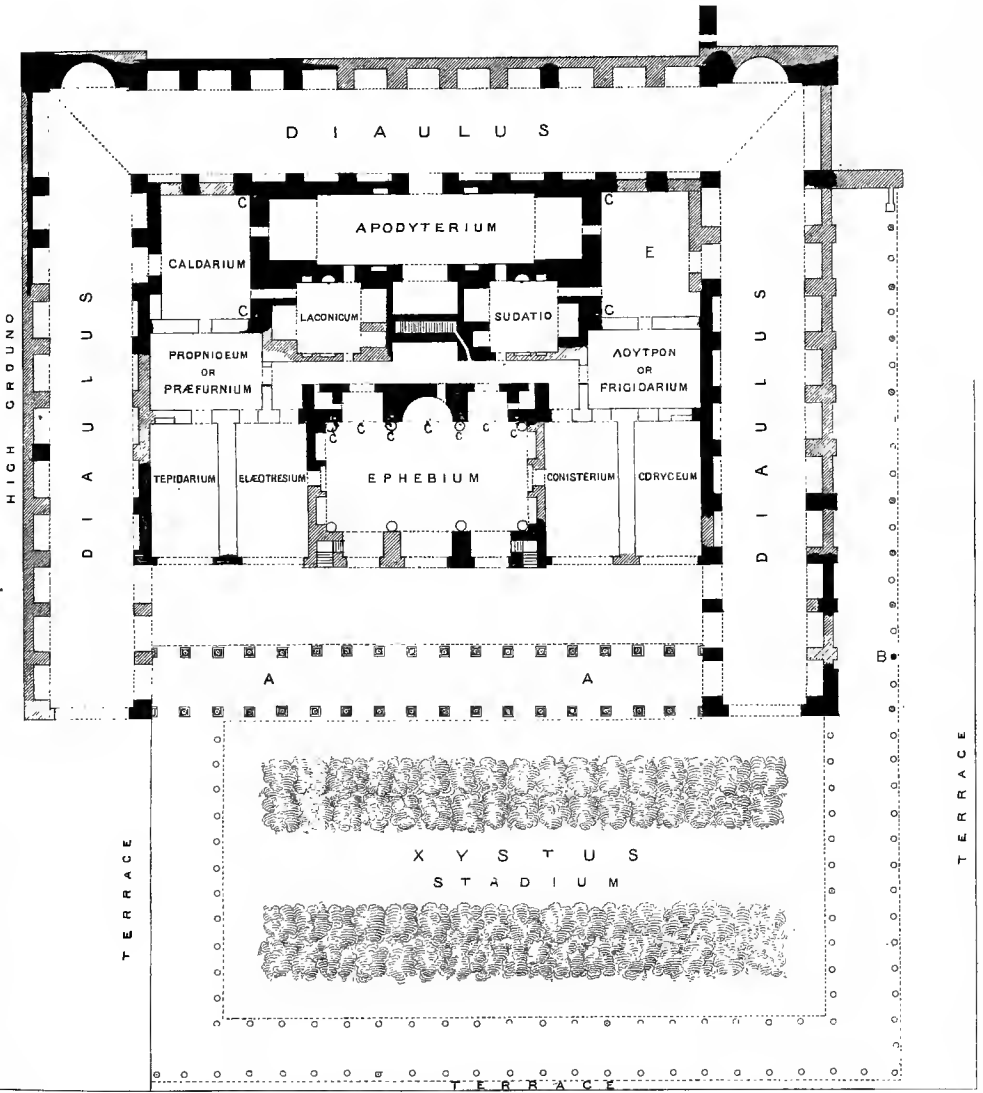 DIAULUS
C
C
APODYTERIUM
CALDARIUM
E
DIAULUS
DIAULUS
HIGH GROUND
C
C
LACONICUM
SUDATIO
PROPNIGEUM
OR
PRÆFURNIUM
ΛΟΥΤΡΟΝ
OR
FRIGIDARIUM
C
C
C
C
A
C
C
C
C
TEPIDARIUM
ELÆOTHESIUM
EPHEBIUM
CONISTERIUM
CORYCEUM
B
A
A
TERRACE
TERRACE
XYSTUS
STADIUM
TERRACE